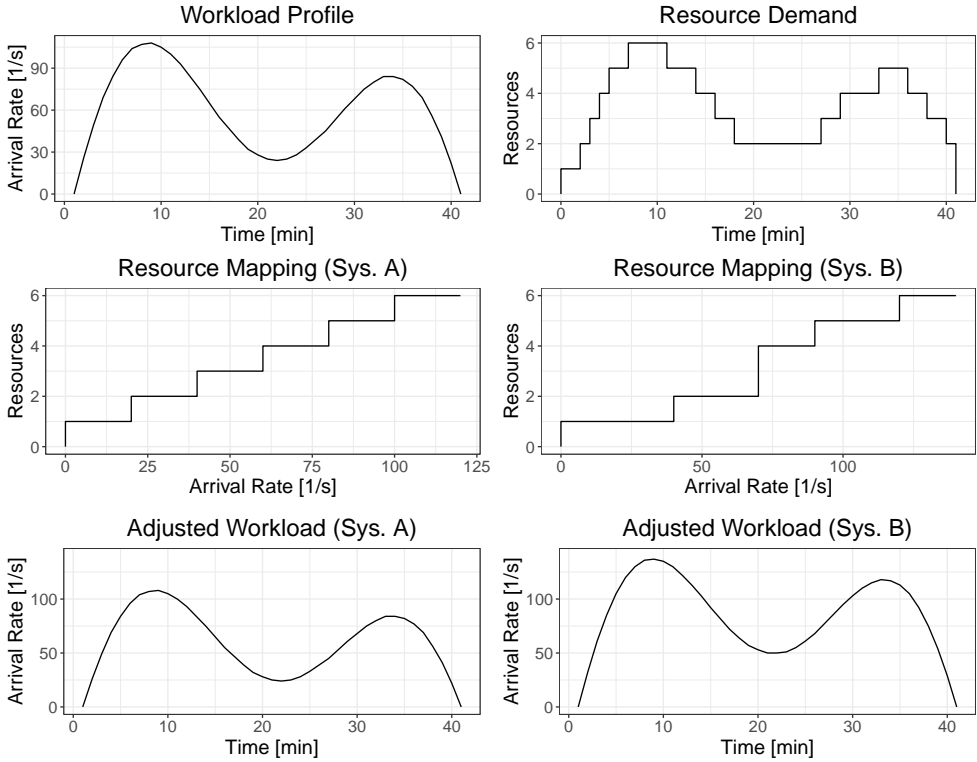 Workload Profile
Arrival Rate [1/s]
90
60
30
0
0 10 20 30 40
Time [min]
Resource Demand
Resources
6
4
2
0
0 10 20 30 40
Time [min]
Resource Mapping (Sys. A)
Resources
6
4
2
0
0 25 50 75 100 125
Arrival Rate [1/s]
Resource Mapping (Sys. B)
Resources
6
4
2
0
0 50 100
Arrival Rate [1/s]
Adjusted Workload (Sys. A)
Arrival Rate [1/s]
100
50
0
0 10 20 30 40
Time [min]
Adjusted Workload (Sys. B)
Arrival Rate [1/s]
100
50
0
0 10 20 30 40
Time [min]